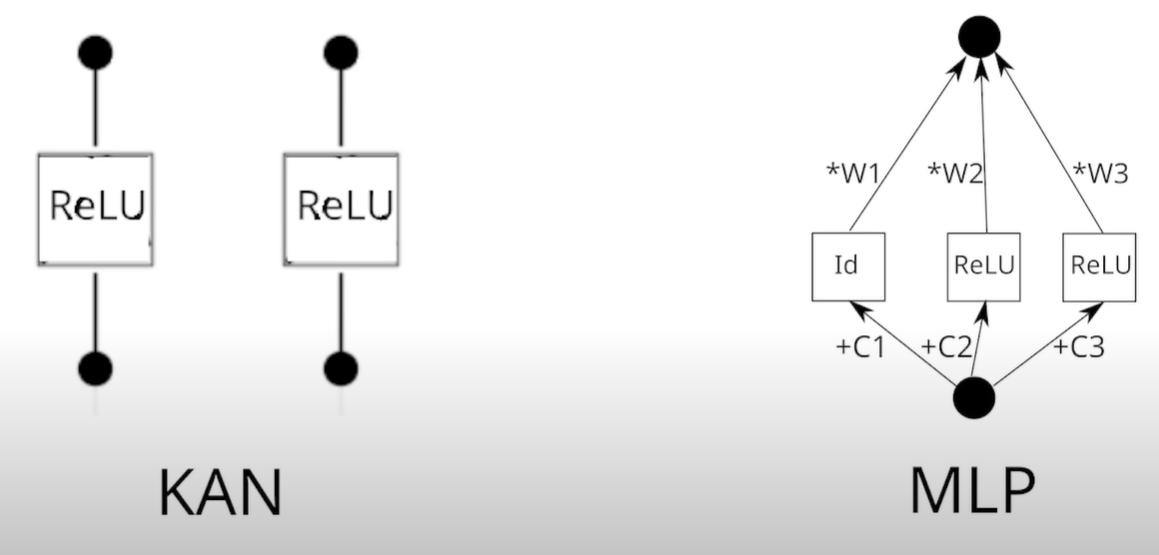 ReLU
ReLU
KAN
*W1
*W2
*W3
Id
ReLU
ReLU
+C1
+C2
+C3
MLP